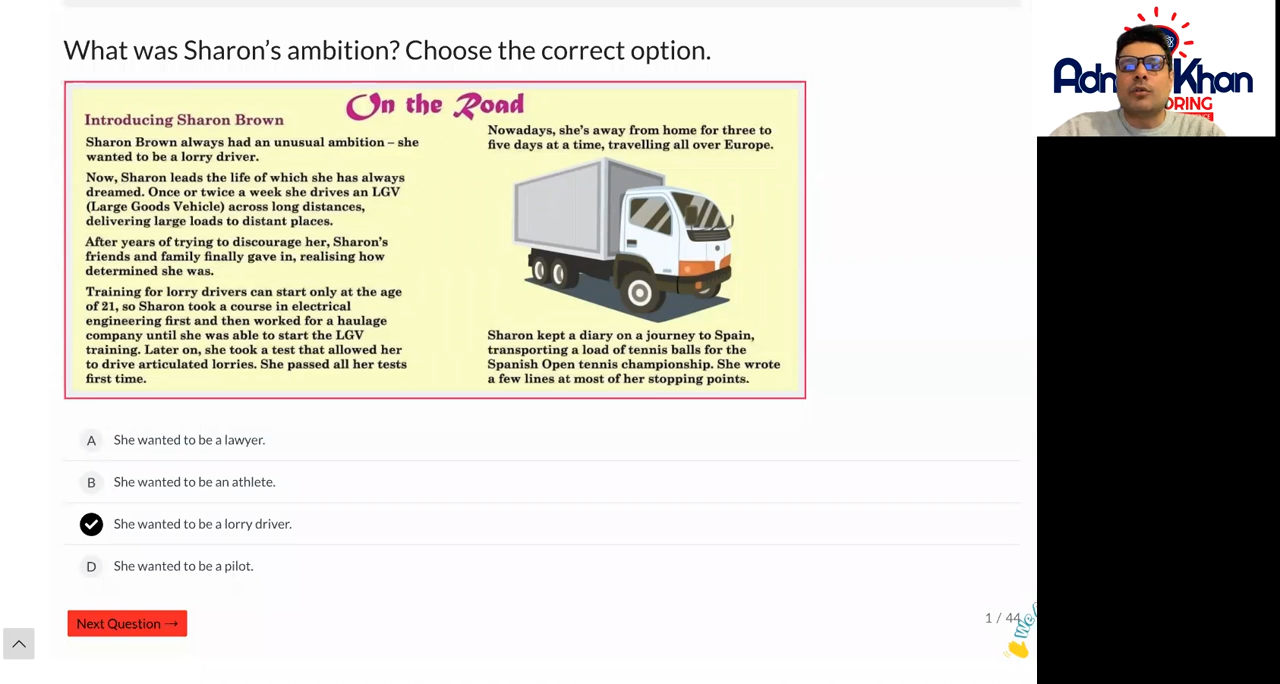 What was Sharon's ambition? Choose the correct option.
On the Road
Introducing Sharon Brown
Sharon Brown always had an unusual ambition – she
wanted to be a lorry driver.
Now, Sharon leads the life of which she has always
dreamed. Once or twice a week she drives an LGV
(Large Goods Vehicle) across long distances,
delivering large loads to distant places.
After years of trying to discourage her, Sharon's
friends and family finally gave in, realising how
determined she was.
Training for lorry drivers can start only at the age
of 21, so Sharon took a course in electrical
engineering first and then worked for a haulage
company until she was able to start the LGV
training. Later on, she took a test that allowed her
to drive articulated lorries. She passed all her tests
first time.
Nowadays, she's away from home for three to
five days at a time, travelling all over Europe.
Sharon kept a diary on a journey to Spain,
transporting a load of tennis balls for the
Spanish Open tennis championship. She wrote
a few lines at most of her stopping points.
A She wanted to be a lawyer.
B She wanted to be an athlete.
She wanted to be a lorry driver.
D She wanted to be a pilot.
Next Question →
1 / 44
Khan